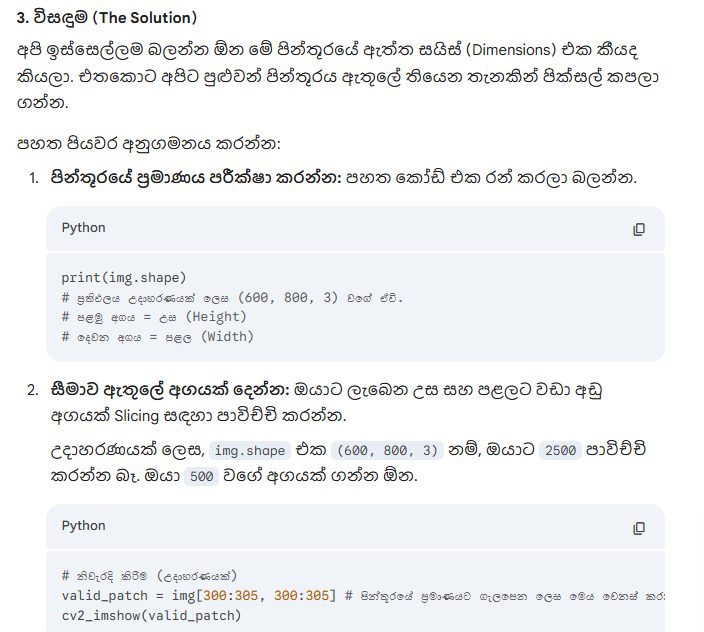 3. විසඳුම (The Solution)
අපි ඉස්සෙල්ලම බලන්න ඕන මේ පින්තූරයේ ඇත්ත සයිස් (Dimensions) එක කීයද
කියලා. එතකොට අපිට පුළුවන් පින්තූරය ඇතුලේ තියෙන තැනකින් පික්සල් කපලා
ගන්න.
පහත පියවර අනුගමනය කරන්න:
1. පින්තූරයේ ප්‍රමාණය පරීක්ෂා කරන්න: පහත කෝඩ් එක රන් කරලා බලන්න.
Python
print(img.shape)
# ප්‍රතිඵලය උදාහරණයක් ලෙස (600, 800, 3) වගේ ඒවි.
# පළමු අගය = උස (Height)
# දෙවන අගය = පළල (Width)
2. සීමාව ඇතුලේ අගයක් දෙන්න: ඔයාට ලැබෙන උස සහ පළලට වඩා අඩු
අගයක් Slicing සඳහා පාවිච්චි කරන්න.
උදාහරණයක් ලෙස, img.shape එක (600, 800, 3) නම්, ඔයාට 2500 පාවිච්චි
කරන්න බෑ. ඔයා 500 වගේ අගයක් ගන්න ඕන.
Python
# නිවැරදි කිරීම (උදාහරණයක්)
valid_patch = img[300:305, 300:305] # පින්තූරයේ ප්‍රමාණයට ගැලපෙන ලෙස මෙය වෙනස්
cv2_imshow(valid_patch)